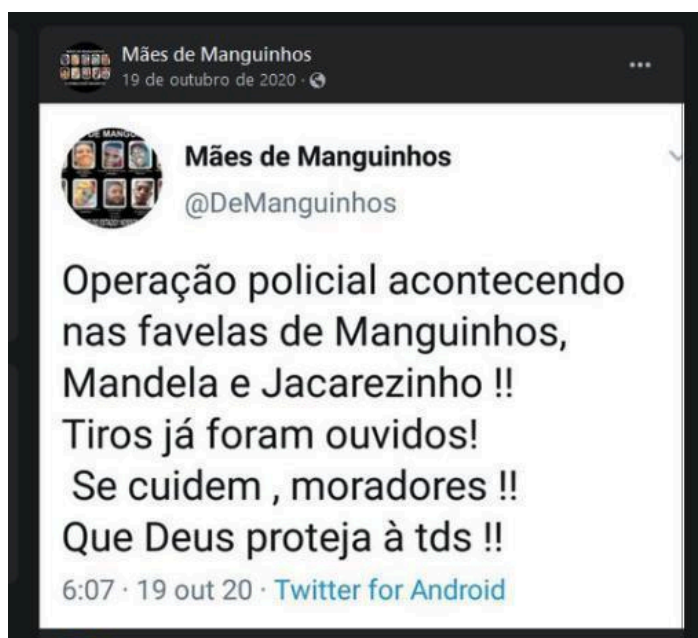 Mães de Manguinhos
19 de outubro de 2020 ·
DE MANGU
Mães de Manguinhos
@DeManguinhos
Operação policial acontecendo
nas favelas de Manguinhos,
Mandela e Jacarezinho !!
Tiros já foram ouvidos!
Se cuidem , moradores !!
Que Deus proteja à tds !!
6:07 · 19 out 20 · Twitter for Android